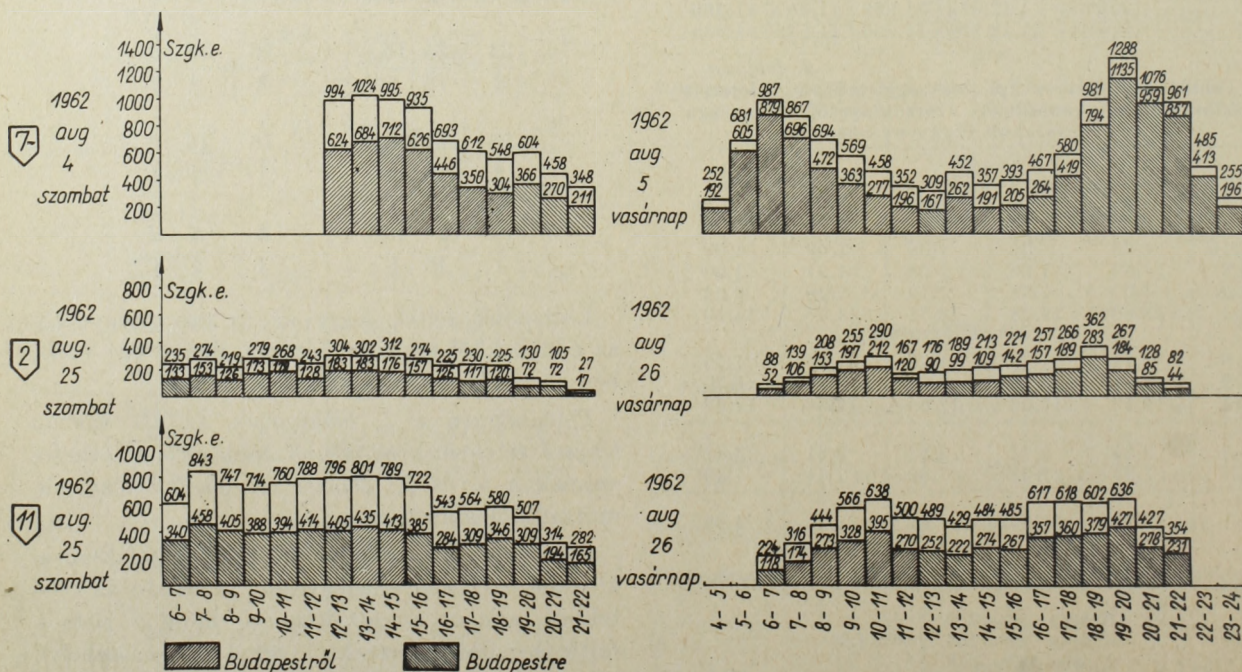 Szgk.e.
1400
1200
1000
800
600
400
200
7
1962
aug
4
szombat
994 1024 995 935 693 612 548 604 458 348
624 684 712 626 446 350 304 366 270 211
1962
aug
5
vasárnap
252 681 987 867 694 569 458 352 309 452 357 393 467 580 981 1288 1076 961 485 255
192 605 879 696 472 363 277 196 167 262 191 205 264 419 794 1135 959 857 413 196
Szgk.e.
800
600
400
200
2
1962
aug.
25
szombat
235 274 219 279 268 243 304 302 312 274 225 230 225 130 105 27
133 153 126 173 128 183 183 176 157 126 117 120 72 72 17
1962
aug
26
vasárnap
88 139 208 255 290 167 176 189 213 221 257 266 362 267 128 82
52 106 153 197 212 120 90 99 109 142 157 189 283 184 85 44
Szgk.e.
1000
800
600
400
200
11
1962
aug.
25
szombat
604 843 747 714 760 788 796 801 789 722 543 564 580 507 314 282
340 458 405 388 394 414 405 435 413 385 284 309 346 309 194 165
1962
aug
26
vasárnap
224 316 444 566 638 500 489 429 484 485 617 618 602 636 427 354
118 174 273 328 395 270 252 222 274 267 357 360 379 427 278 231
6-7 7-8 8-9 9-10 10-11 11-12 12-13 13-14 14-15 15-16 16-17 17-18 18-19 19-20 20-21 21-22
4-5 5-6 6-7 7-8 8-9 9-10 10-11 11-12 12-13 13-14 14-15 15-16 16-17 17-18 18-19 19-20 20-21 21-22 22-23 23-24
Budapestről Budapestre